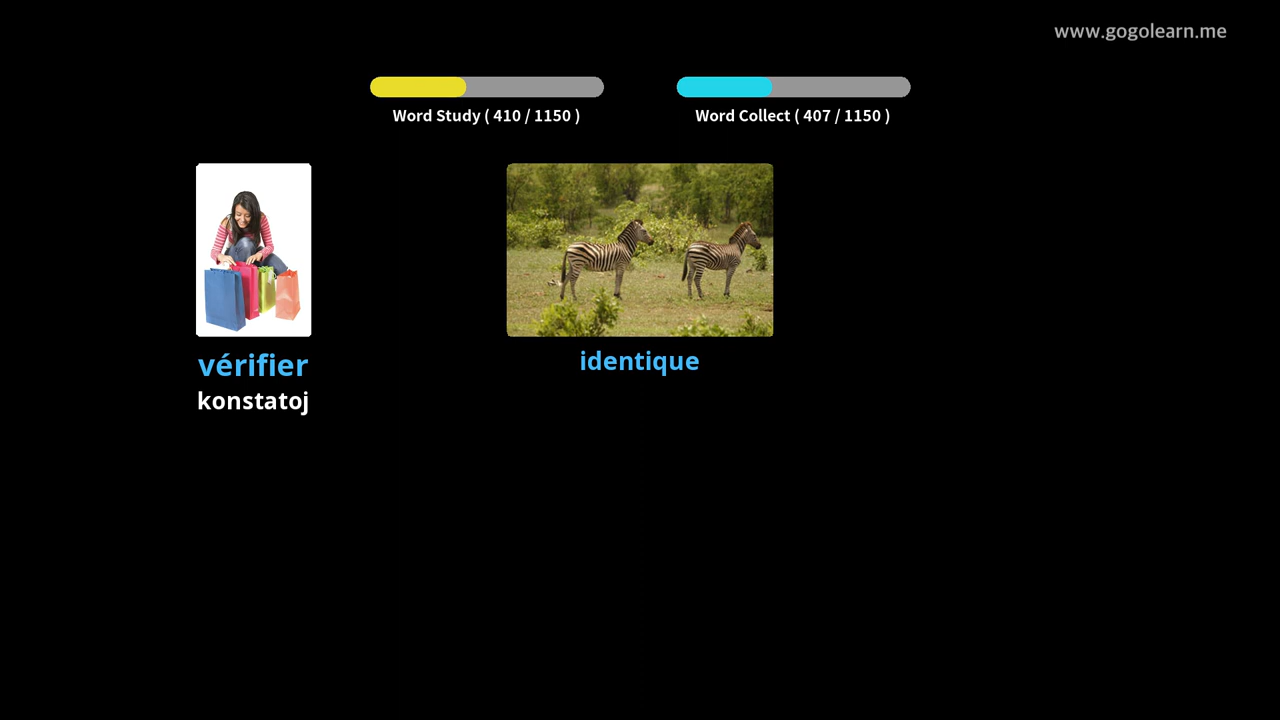 www.gogolearn.me
Word Study ( 410 / 1150 )
Word Collect ( 407 / 1150 )
vérifier
konstatoj
identique